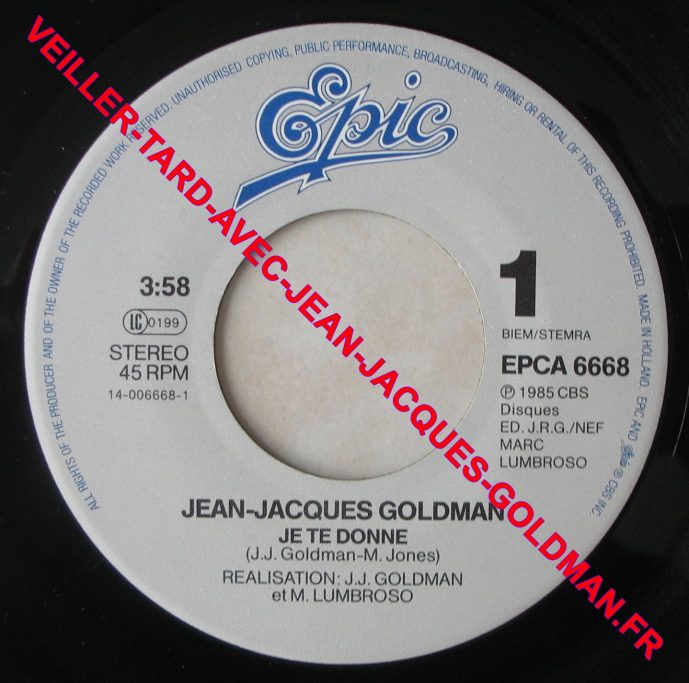 ALL RIGHTS OF THE PRODUCER AND OF THE OWNER OF THE RECORDED WORK RESERVED. UNAUTHORISED COPYING, PUBLIC PERFORMANCE, BROADCASTING, HIRING OR RENTAL OF THIS RECORDING PROHIBITED. MADE IN HOLLAND. EPIC AND Epic ® CBS INC.
Epic
3:58
LC 0199
STEREO
45 RPM
14-006668-1
1
BIEM/STEMRA
EPCA 6668
℗ 1985 CBS
Disques
ED. J.R.G./NEF
MARC
LUMBROSO
JEAN-JACQUES GOLDMAN
JE TE DONNE
(J.J. Goldman-M. Jones)
REALISATION: J.J. GOLDMAN
et M. LUMBROSO
VEILLER-TARD-AVEC-JEAN-JACQUES-GOLDMAN.FR